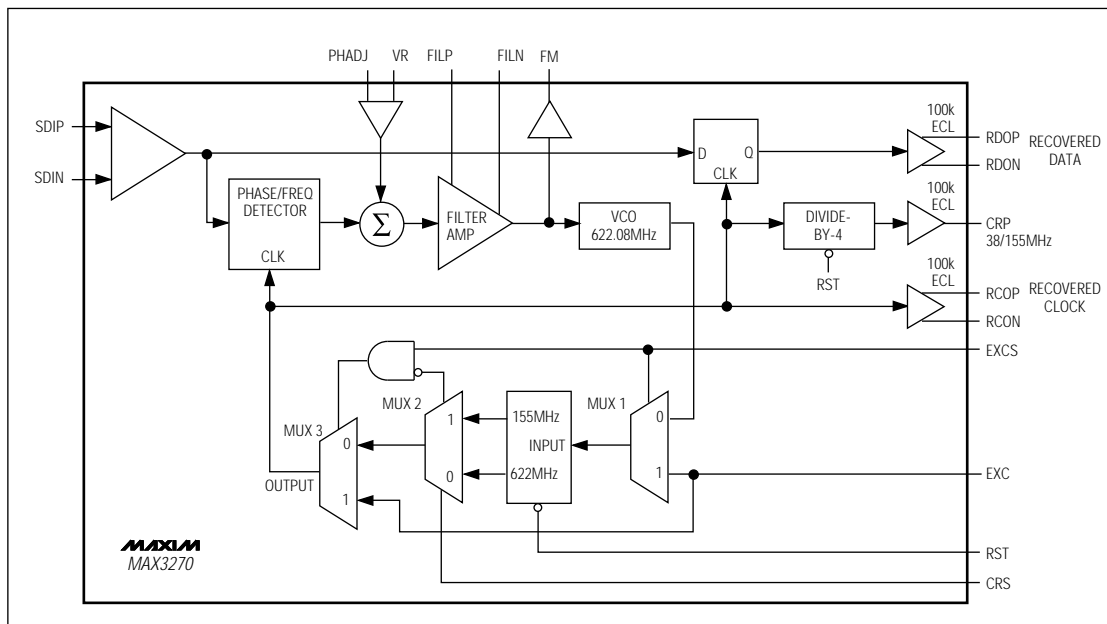 PHADJ VR FILP FILN FM
SDIP
SDIN
PHASE/FREQ
DETECTOR
CLK
Σ
FILTER
AMP
VCO
622.08MHz
D Q
CLK
DIVIDE-
BY-4
RST
100k
ECL
RDOP
RDON
RECOVERED
DATA
100k
ECL
CRP
38/155MHz
100k
ECL
RCOP
RCON
RECOVERED
CLOCK
EXCS
MUX 1
0
1
155MHz
INPUT
622MHz
MUX 2
1
0
MUX 3
0
1
OUTPUT
EXC
RST
CRS
MAXIM
MAX3270